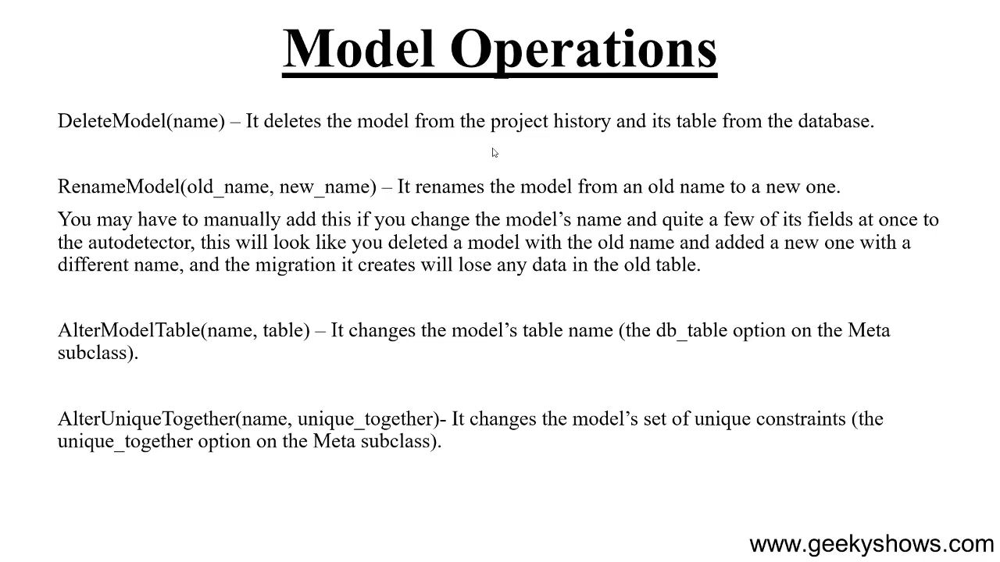 Model Operations
DeleteModel(name) – It deletes the model from the project history and its table from the database.
RenameModel(old_name, new_name) – It renames the model from an old name to a new one.
You may have to manually add this if you change the model’s name and quite a few of its fields at once to
the autodetector, this will look like you deleted a model with the old name and added a new one with a
different name, and the migration it creates will lose any data in the old table.
AlterModelTable(name, table) – It changes the model’s table name (the db_table option on the Meta
subclass).
AlterUniqueTogether(name, unique_together)- It changes the model’s set of unique constraints (the
unique_together option on the Meta subclass).
www.geekyshows.com